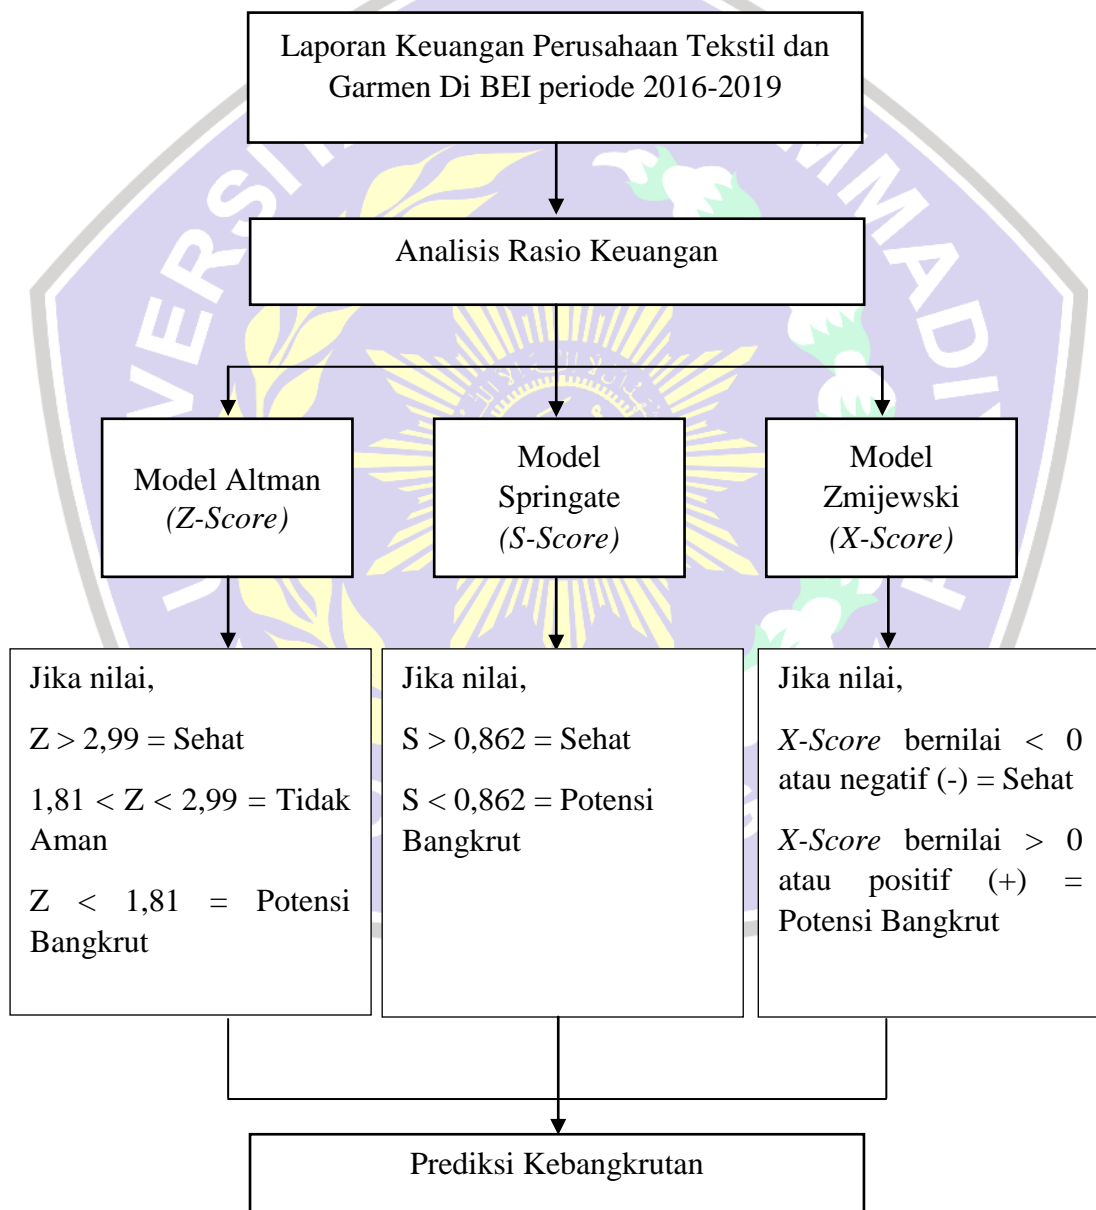 Laporan Keuangan Perusahaan Tekstil dan
Garmen Di BEI periode 2016-2019
Analisis Rasio Keuangan
Model Altman
(Z-Score)
Model
Springate
(S-Score)
Model
Zmijewski
(X-Score)
Jika nilai,
Z > 2,99 = Sehat
1,81 < Z < 2,99 = Tidak
Aman
Z < 1,81 = Potensi
Bangkrut
Jika nilai,
S > 0,862 = Sehat
S < 0,862 = Potensi
Bangkrut
Jika nilai,
X-Score bernilai < 0
atau negatif (-) = Sehat
X-Score bernilai > 0
atau positif (+) =
Potensi Bangkrut
Prediksi Kebangkrutan